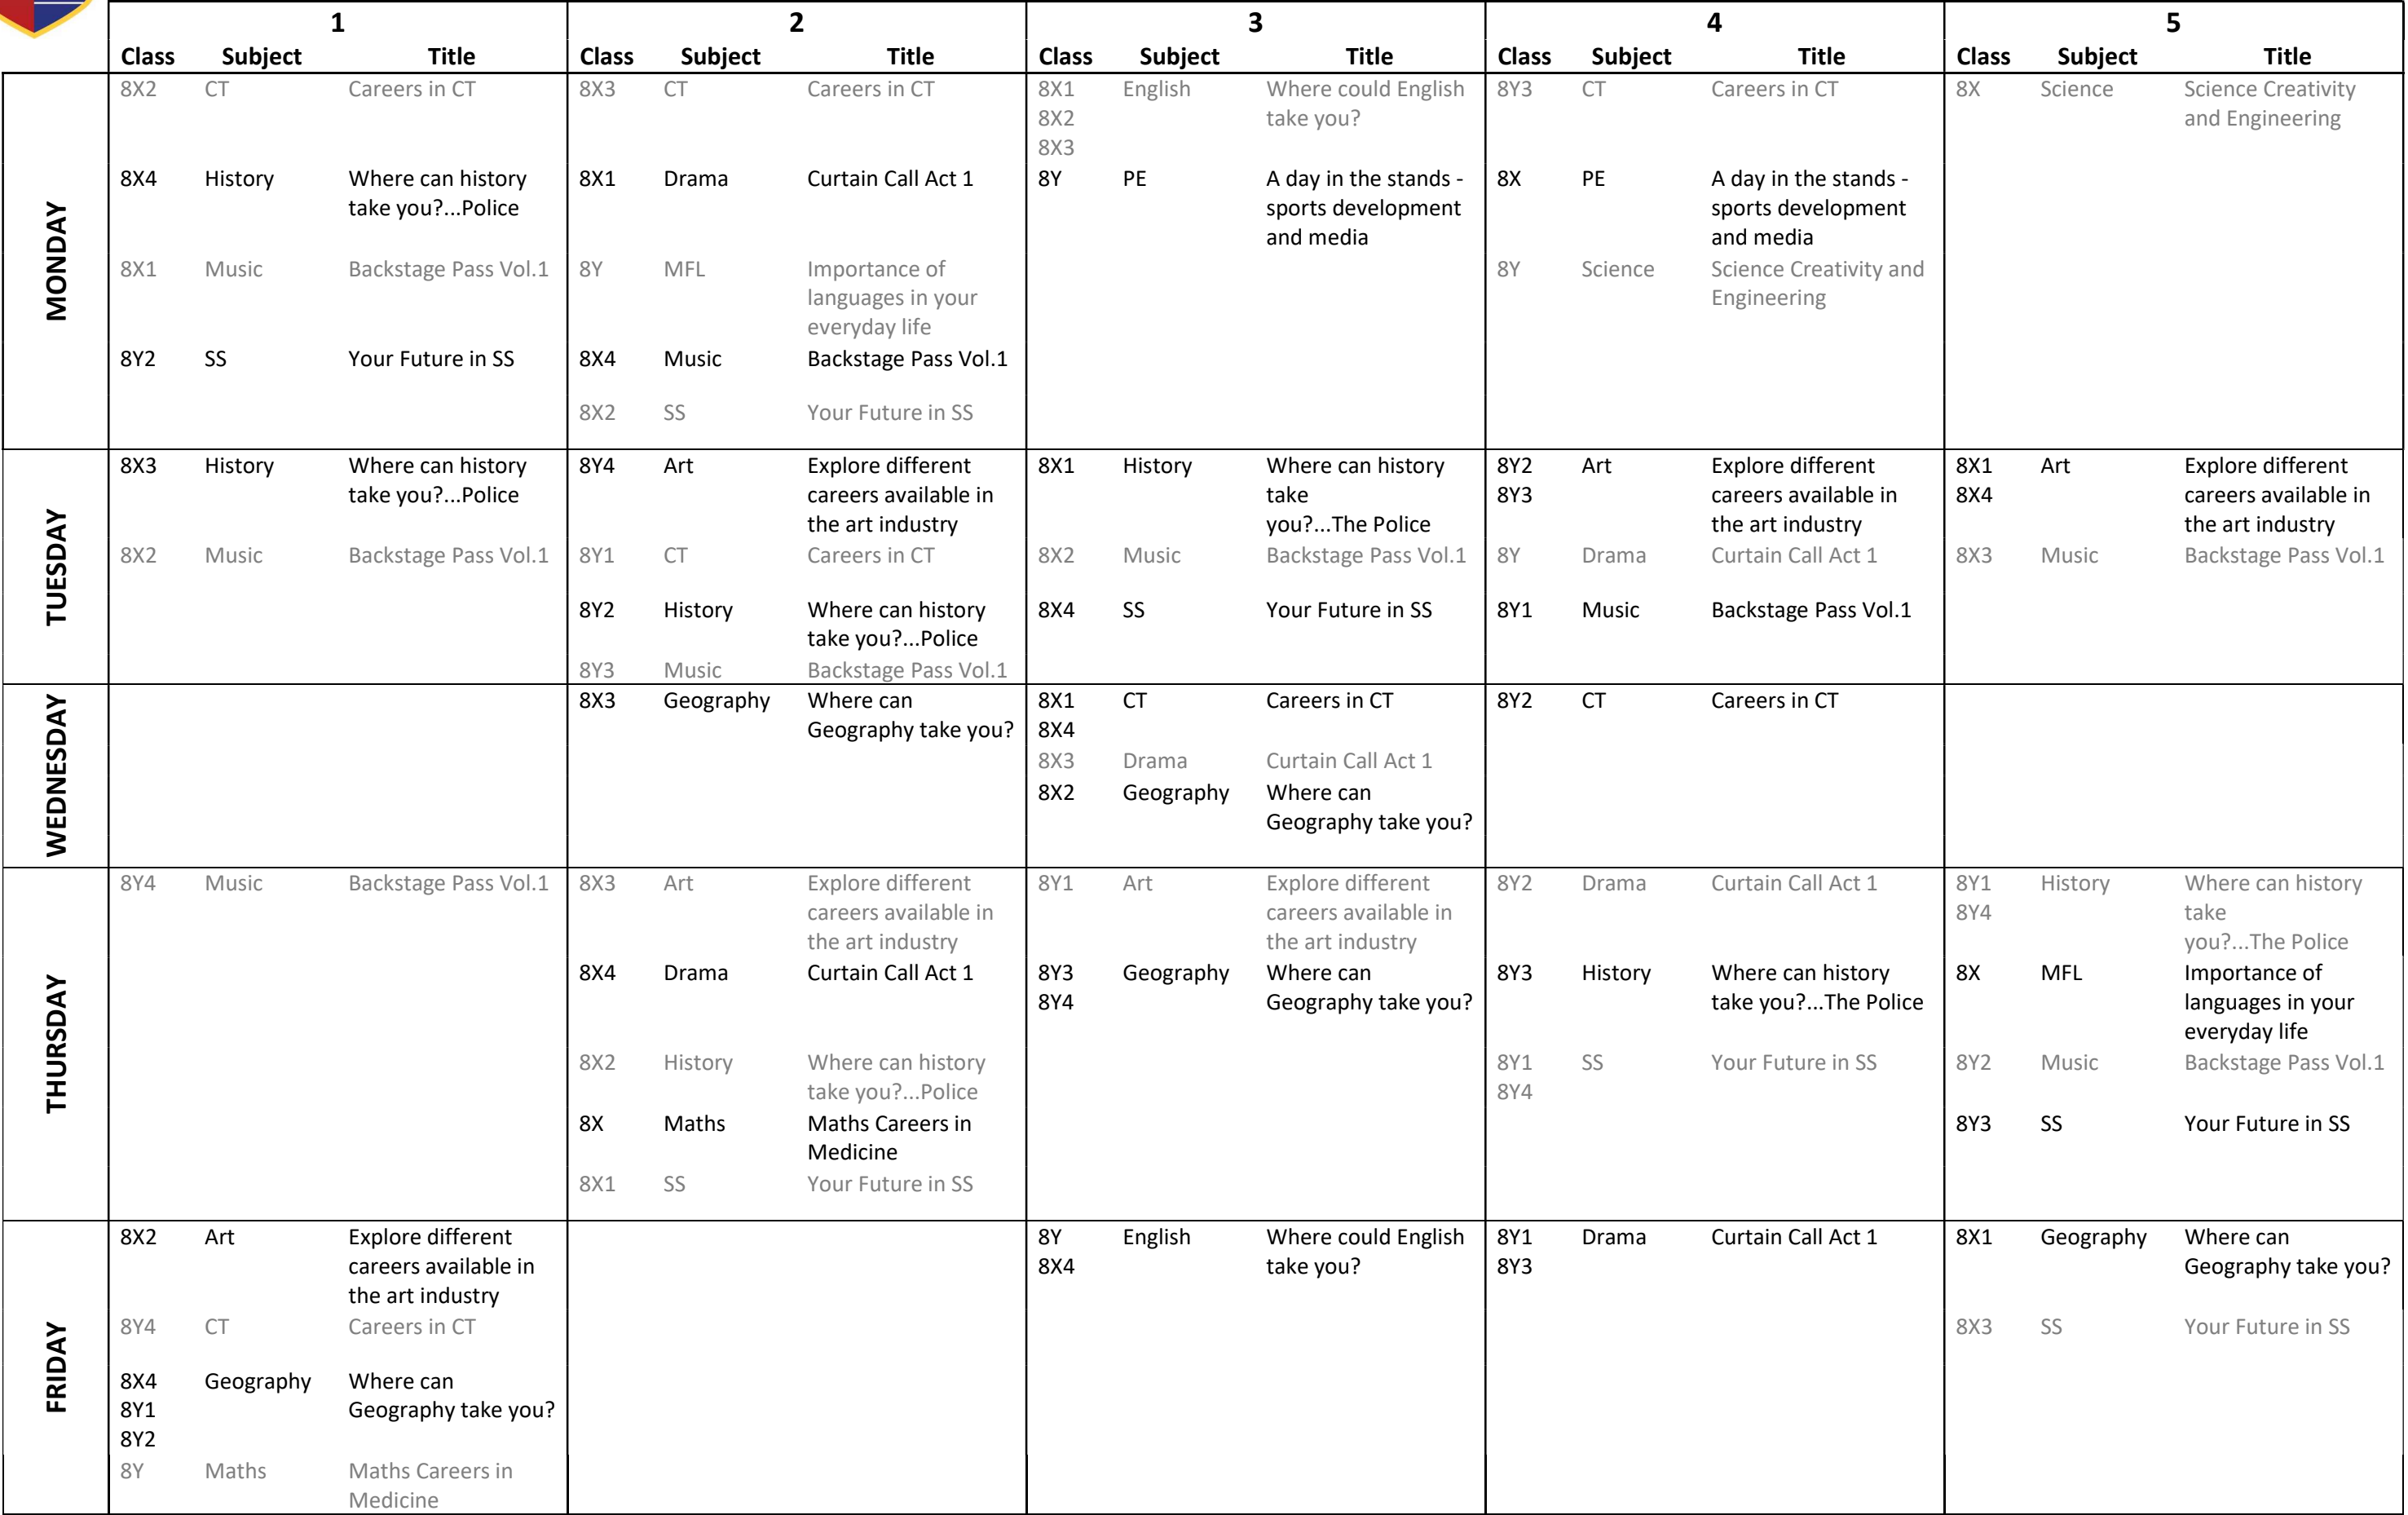 1 2 3 4 5
Class Subject Title Class Subject Title Class Subject Title Class Subject Title Class Subject Title
MONDAY
8X2 CT Careers in CT
8X4 History Where can history
take you?...Police
8X1 Music Backstage Pass Vol.1
8Y2 SS Your Future in SS
8X3 CT Careers in CT
8X1 Drama Curtain Call Act 1
8Y MFL Importance of
languages in your
everyday life
8X4 Music Backstage Pass Vol.1
8X2 SS Your Future in SS
8X1 English Where could English
8X2 take you?
8X3
8Y PE A day in the stands -
sports development
and media
8Y3 CT Careers in CT
8X PE A day in the stands -
sports development
and media
8Y Science Science Creativity and
Engineering
8X Science Science Creativity
and Engineering
TUESDAY
8X3 History Where can history
take you?...Police
8X2 Music Backstage Pass Vol.1
8Y4 Art Explore different
careers available in
the art industry
8Y1 CT Careers in CT
8Y2 History Where can history
take you?...Police
8Y3 Music Backstage Pass Vol.1
8X1 History Where can history
take
you?...The Police
8X2 Music Backstage Pass Vol.1
8X4 SS Your Future in SS
8Y2 Art Explore different
8Y3 careers available in
the art industry
8Y Drama Curtain Call Act 1
8Y1 Music Backstage Pass Vol.1
8X1 Art Explore different
8X4 careers available in
the art industry
8X3 Music Backstage Pass Vol.1
WEDNESDAY
8X3 Geography Where can
Geography take you?
8X1 CT Careers in CT
8X4
8X3 Drama Curtain Call Act 1
8X2 Geography Where can
Geography take you?
8Y2 CT Careers in CT
THURSDAY
8Y4 Music Backstage Pass Vol.1
8X3 Art Explore different
careers available in
the art industry
8X4 Drama Curtain Call Act 1
8X2 History Where can history
take you?...Police
8X Maths Maths Careers in
Medicine
8X1 SS Your Future in SS
8Y1 Art Explore different
careers available in
the art industry
8Y3 Geography Where can
8Y4 Geography take you?
8Y2 Drama Curtain Call Act 1
8Y3 History Where can history
take you?...The Police
8Y1 SS Your Future in SS
8Y4
8Y1 History Where can history
8Y4 take
you?...The Police
8X MFL Importance of
languages in your
everyday life
8Y2 Music Backstage Pass Vol.1
8Y3 SS Your Future in SS
FRIDAY
8X2 Art Explore different
careers available in
the art industry
8Y4 CT Careers in CT
8X4 Geography Where can
8Y1 Geography take you?
8Y2
8Y Maths Maths Careers in
Medicine
8Y English Where could English
8X4 take you?
8Y1 Drama Curtain Call Act 1
8Y3
8X1 Geography Where can
Geography take you?
8X3 SS Your Future in SS